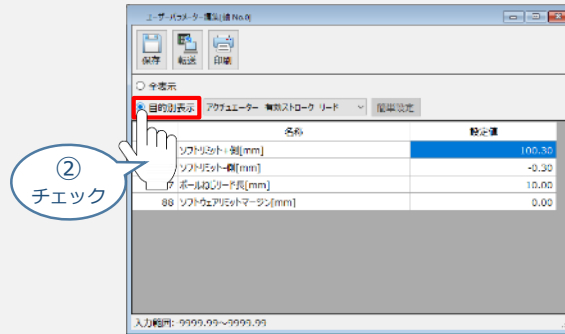 ユーザーパラメーター編集[軸 No.0]
保存 転送 印刷
全表示
目的別表示 アクチュエーター 有効ストローク リード 簡単設定
名称 設定値
ソフトリミット+側[mm] 100.30
ソフトリミット-側[mm] -0.30
7 ボールねじリード長[mm] 10.00
88 ソフトウェアリミットマージン[mm] 0.00
②
チェック
入力範囲: -9999.99~9999.99